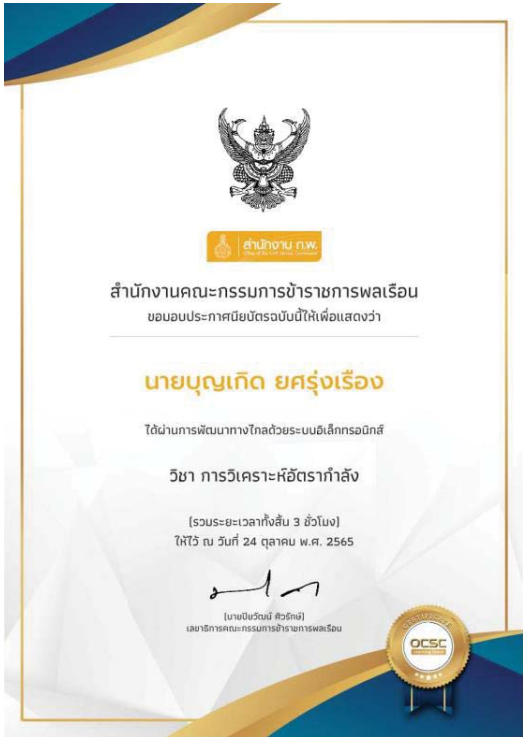 สำนักงาน ก.พ.
Office of the Civil Service Commission
สำนักงานคณะกรรมการข้าราชการพลเรือน
ขอมอบประกาศนียบัตรฉบับนี้ให้เพื่อแสดงว่า
นายบุญเกิด ยศรุ่งเรือง
ได้ผ่านการพัฒนาทางไกลด้วยระบบอิเล็กทรอนิกส์
วิชา การวิเคราะห์อัตรากำลัง
(รวมระยะเวลาทั้งสิ้น 3 ชั่วโมง)
ให้ไว้ ณ วันที่ 24 ตุลาคม พ.ศ. 2565
(นายปิยวัฒน์ ศิวรักษ์)
เลขาธิการคณะกรรมการข้าราชการพลเรือน
CERTIFICATE
OCSC
Learning Space